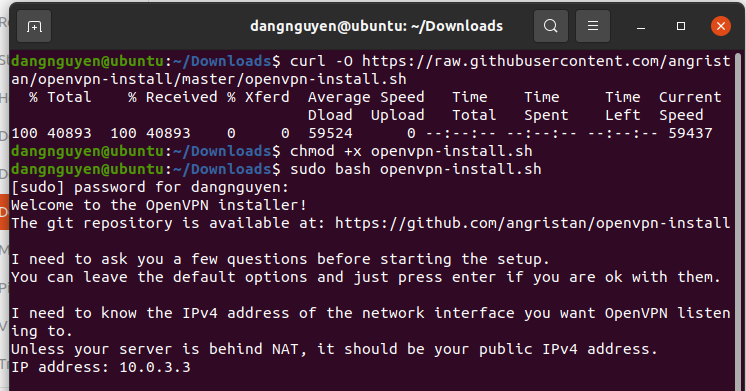 dangnguyen@ubuntu: ~/Downloads
dangnguyen@ubuntu:~/Downloads$ curl -O https://raw.githubusercontent.com/angrist
an/openvpn-install/master/openvpn-install.sh
  % Total    % Received % Xferd  Average Speed   Time    Time     Time  Current
                                 Dload  Upload   Total   Spent    Left  Speed
100 40893  100 40893    0     0  59524      0 --:--:-- --:--:-- --:--:-- 59437
dangnguyen@ubuntu:~/Downloads$ chmod +x openvpn-install.sh
dangnguyen@ubuntu:~/Downloads$ sudo bash openvpn-install.sh
[sudo] password for dangnguyen:
Welcome to the OpenVPN installer!
The git repository is available at: https://github.com/angristan/openvpn-install

I need to ask you a few questions before starting the setup.
You can leave the default options and just press enter if you are ok with them.

I need to know the IPv4 address of the network interface you want OpenVPN listen
ing to.
Unless your server is behind NAT, it should be your public IPv4 address.
IP address: 10.0.3.3